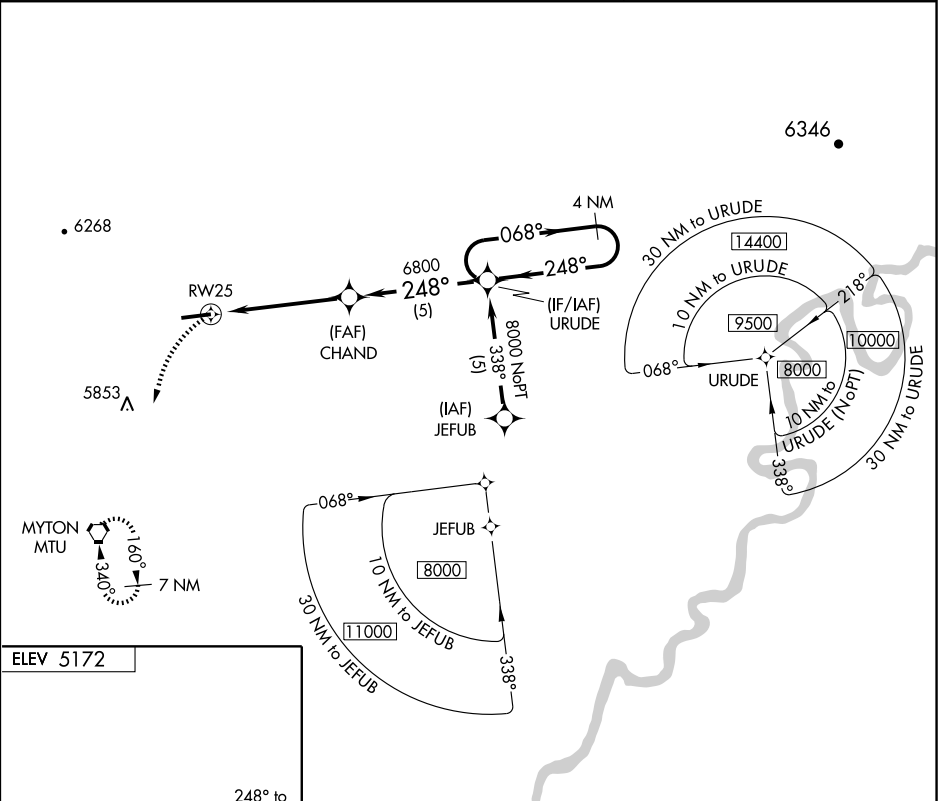 6346
6268
4 NM
068°
248°
6800
248°
(5)
RW25
(FAF)
CHAND
(IF/IAF)
URUDE
8000 NoPT
338°
(5)
(IAF)
JEFUB
5853
30 NM to URUDE
14400
10 NM to URUDE
9500
218°
10000
068°
URUDE
8000
10 NM to
URUDE (NoPT)
30 NM to URUDE
338°
068°
JEFUB
8000
10 NM to JEFUB
11000
30 NM to JEFUB
338°
MYTON
MTU
160°
340°
7 NM
ELEV 5172
248° to